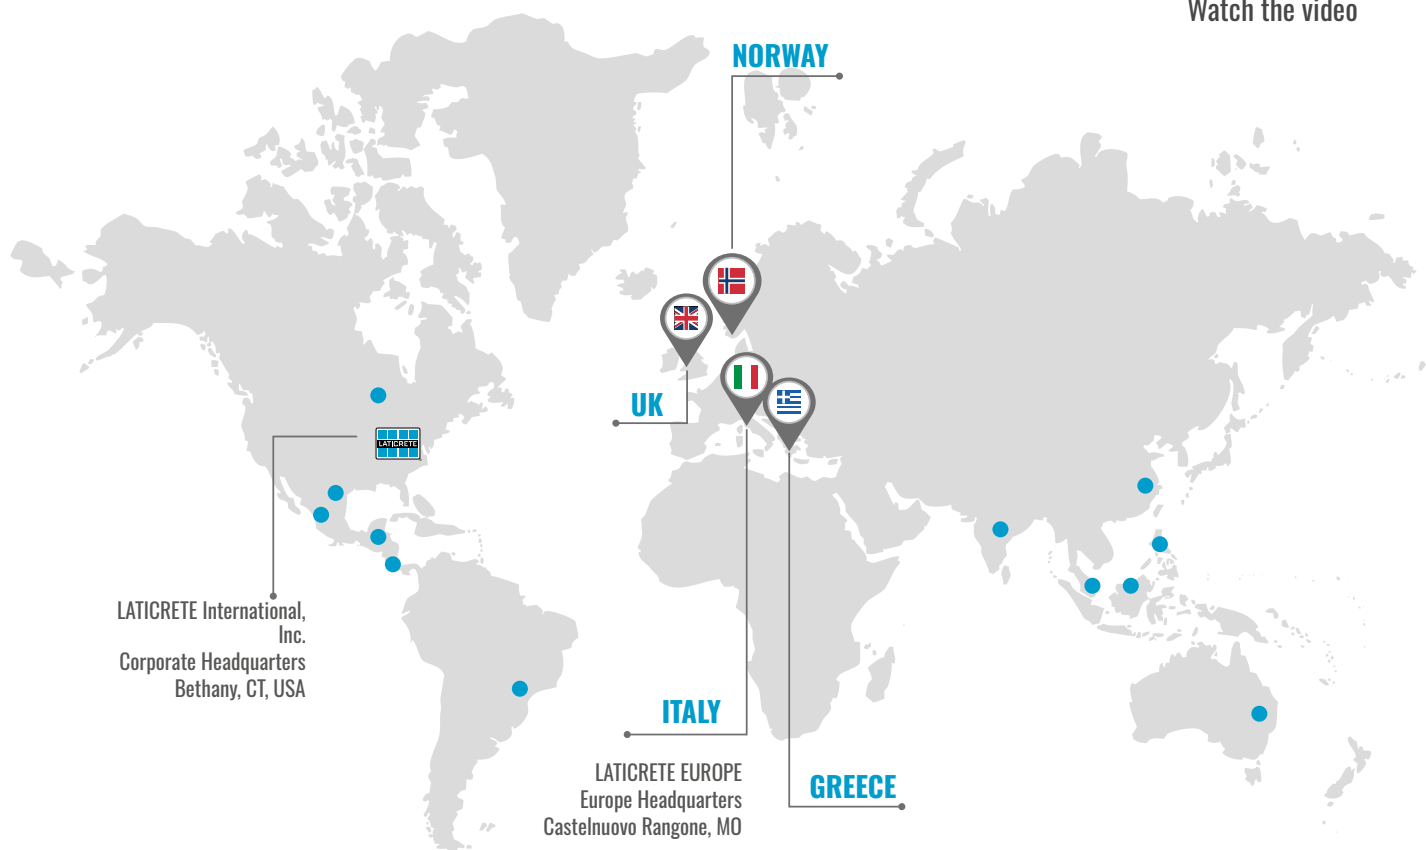 Watch the video
NORWAY
UK
LATICRETE
LATICRETE International,
Inc.
Corporate Headquarters
Bethany, CT, USA
ITALY
LATICRETE EUROPE
Europe Headquarters
Castelnuovo Rangone, MO
GREECE